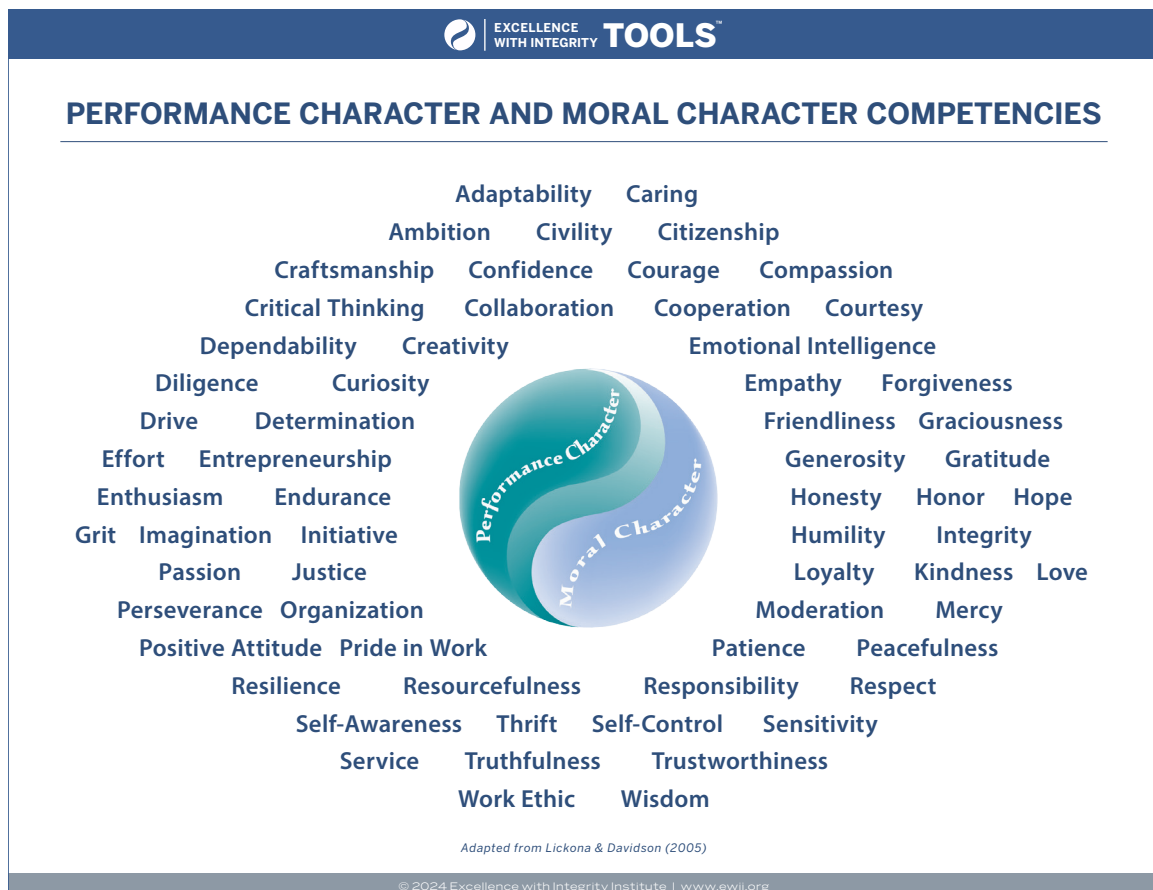 EXCELLENCE
WITH INTEGRITY TOOLS™
PERFORMANCE CHARACTER AND MORAL CHARACTER COMPETENCIES
Adaptability Caring
Ambition Civility Citizenship
Craftsmanship Confidence Courage Compassion
Critical Thinking Collaboration Cooperation Courtesy
Dependability Creativity Emotional Intelligence
Diligence Curiosity Empathy Forgiveness
Drive Determination Friendliness Graciousness
Effort Entrepreneurship Generosity Gratitude
Enthusiasm Endurance Honesty Honor Hope
Grit Imagination Initiative Humility Integrity
Passion Justice Loyalty Kindness Love
Perseverance Organization Moderation Mercy
Positive Attitude Pride in Work Patience Peacefulness
Resilience Resourcefulness Responsibility Respect
Self-Awareness Thrift Self-Control Sensitivity
Service Truthfulness Trustworthiness
Work Ethic Wisdom
Performance Character
Moral Character
Adapted from Lickona & Davidson (2005)
© 2024 Excellence with Integrity Institute | www.ewii.org